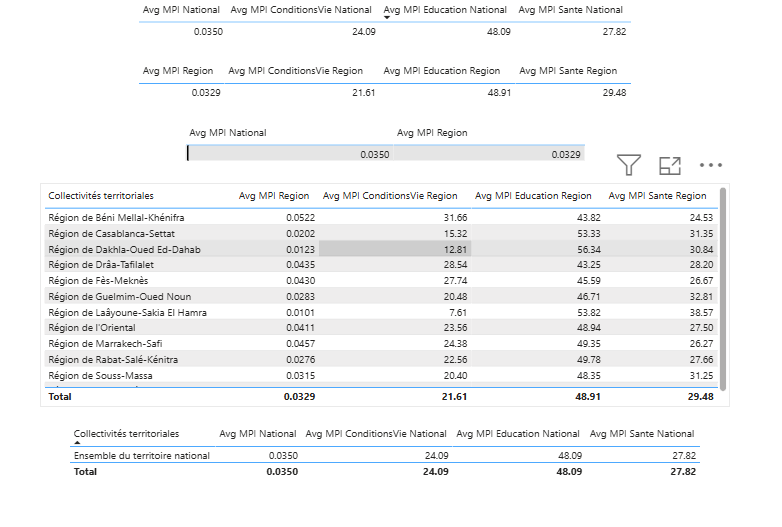 Avg MPI National Avg MPI ConditionsVie National Avg MPI Education National Avg MPI Sante National
0.0350 24.09 48.09 27.82
Avg MPI Region Avg MPI ConditionsVie Region Avg MPI Education Region Avg MPI Sante Region
0.0329 21.61 48.91 29.48
Avg MPI National Avg MPI Region
0.0350 0.0329
Collectivités territoriales Avg MPI Region Avg MPI ConditionsVie Region Avg MPI Education Region Avg MPI Sante Region
Région de Béni Mellal-Khénifra 0.0522 31.66 43.82 24.53
Région de Casablanca-Settat 0.0202 15.32 53.33 31.35
Région de Dakhla-Oued Ed-Dahab 0.0123 12.81 56.34 30.84
Région de Drâa-Tafilalet 0.0435 28.54 43.25 28.20
Région de Fès-Meknès 0.0430 27.74 45.59 26.67
Région de Guelmim-Oued Noun 0.0283 20.48 46.71 32.81
Région de Laâyoune-Sakia El Hamra 0.0101 7.61 53.82 38.57
Région de l'Oriental 0.0411 23.56 48.94 27.50
Région de Marrakech-Safi 0.0457 24.38 49.35 26.27
Région de Rabat-Salé-Kénitra 0.0276 22.56 49.78 27.66
Région de Souss-Massa 0.0315 20.40 48.35 31.25
Total 0.0329 21.61 48.91 29.48
Collectivités territoriales Avg MPI National Avg MPI ConditionsVie National Avg MPI Education National Avg MPI Sante National
Ensemble du territoire national 0.0350 24.09 48.09 27.82
Total 0.0350 24.09 48.09 27.82